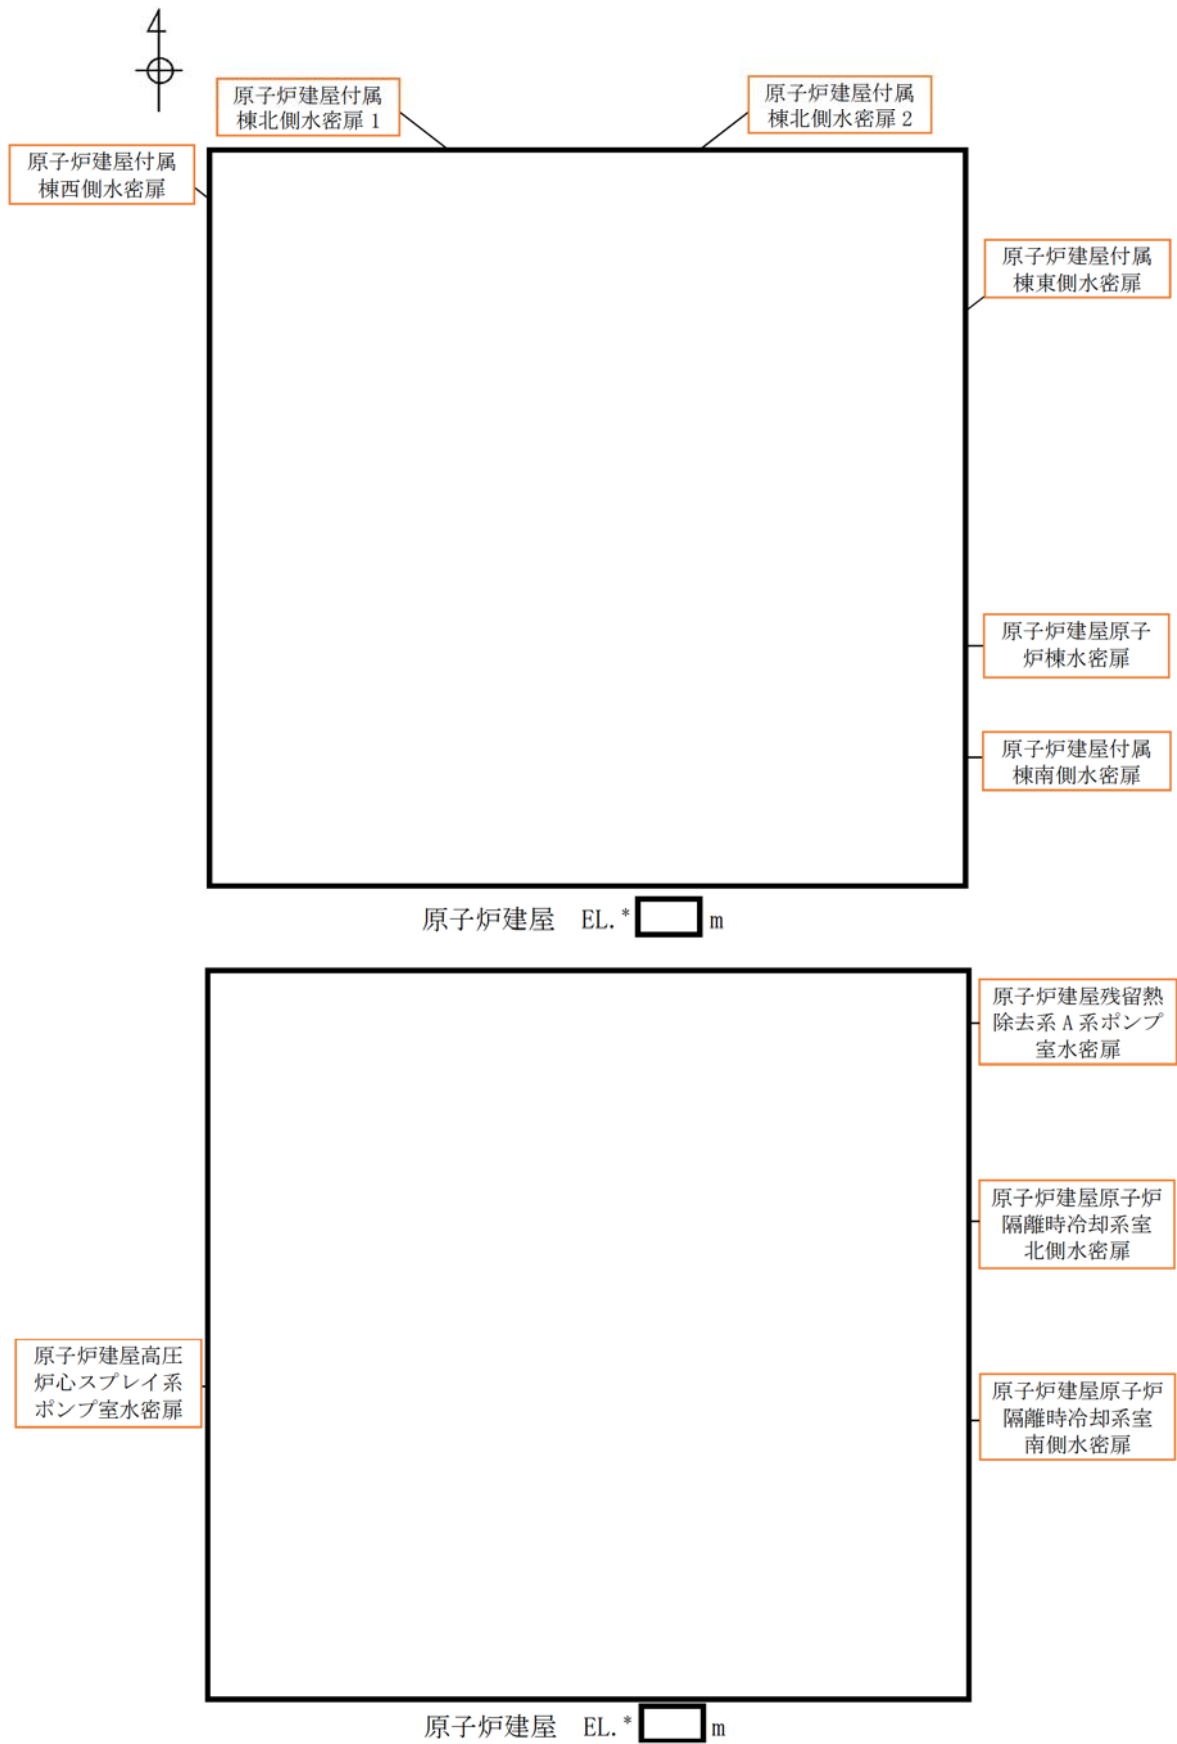 原子炉建屋付属
棟北側水密扉 1
原子炉建屋付属
棟北側水密扉 2
原子炉建屋付属
棟西側水密扉
原子炉建屋付属
棟東側水密扉
原子炉建屋原子
炉棟水密扉
原子炉建屋付属
棟南側水密扉
原子炉建屋 EL.* m
原子炉建屋残留熱
除去系 A 系ポンプ
室水密扉
原子炉建屋原子炉
隔離時冷却系室
北側水密扉
原子炉建屋高圧
炉心スプレイ系
ポンプ室水密扉
原子炉建屋原子炉
隔離時冷却系室
南側水密扉
原子炉建屋 EL.* m